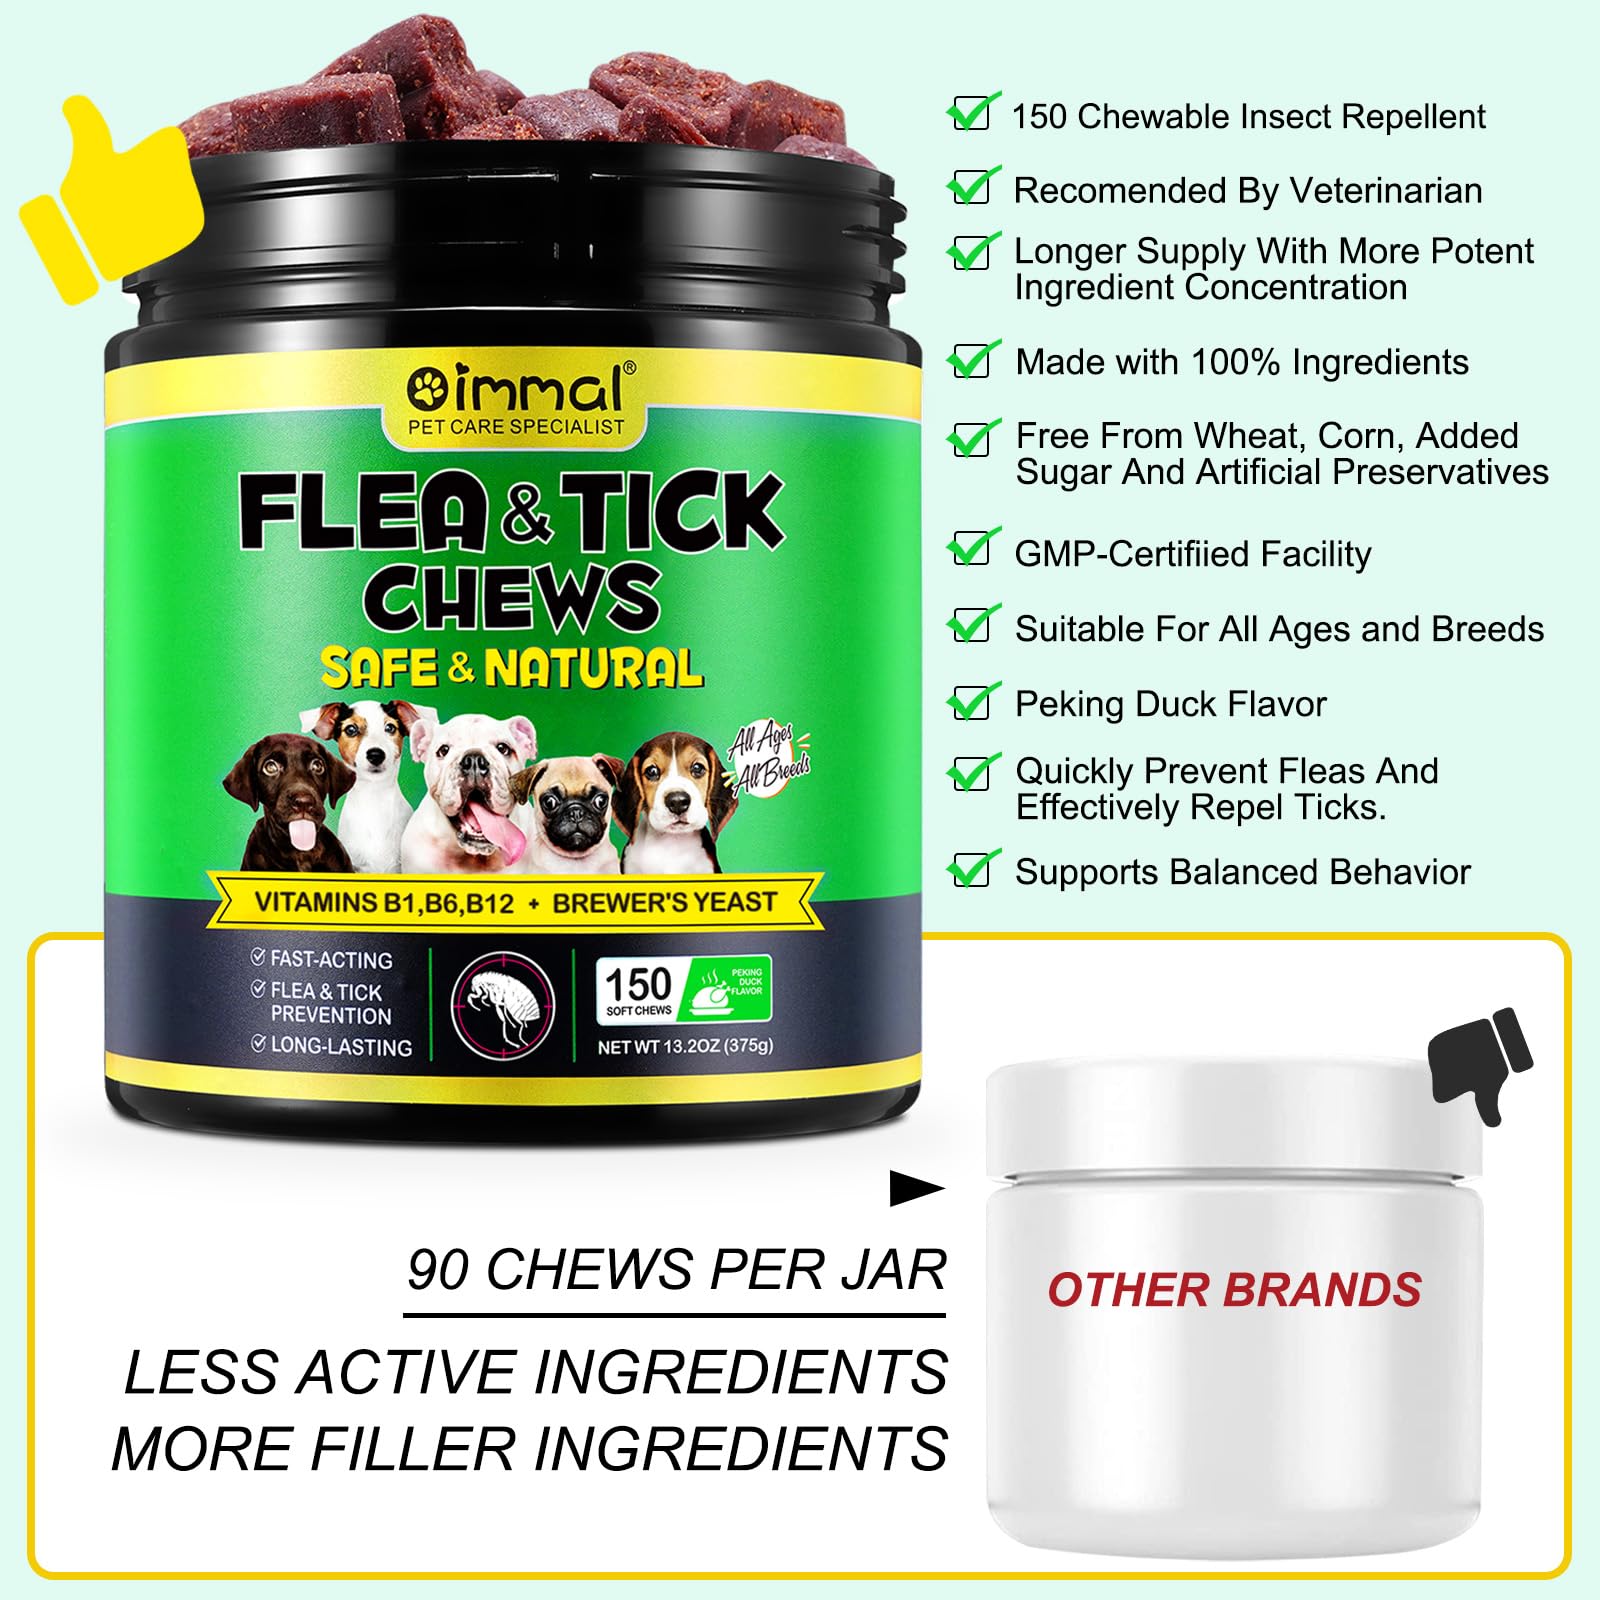 immal®
PET CARE SPECIALIST
FLEA & TICK
CHEWS
SAFE & NATURAL
All Ages
All Breeds
VITAMINS B1,B6,B12 + BREWER'S YEAST
FAST-ACTING
FLEA & TICK
PREVENTION
LONG-LASTING
150
SOFT CHEWS
PEKING
DUCK
FLAVOR
NET WT 13.2OZ (375g)
150 Chewable Insect Repellent
Recomended By Veterinarian
Longer Supply With More Potent
Ingredient Concentration
Made with 100% Ingredients
Free From Wheat, Corn, Added
Sugar And Artificial Preservatives
GMP-Certifiied Facility
Suitable For All Ages and Breeds
Peking Duck Flavor
Quickly Prevent Fleas And
Effectively Repel Ticks.
Supports Balanced Behavior
90 CHEWS PER JAR
LESS ACTIVE INGREDIENTS
MORE FILLER INGREDIENTS
OTHER BRANDS